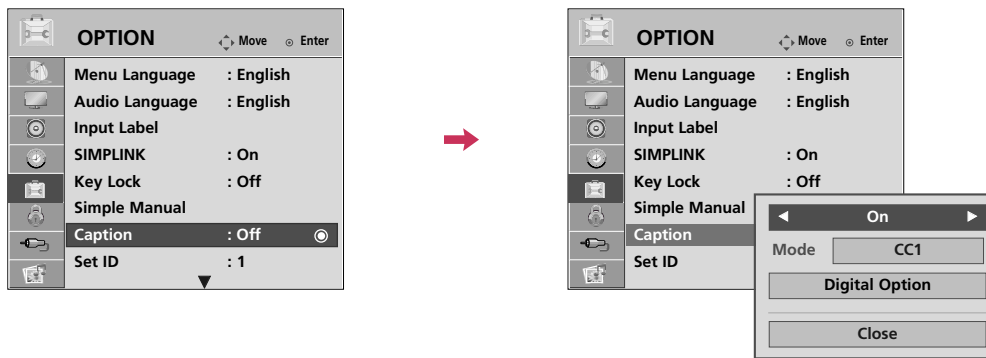 OPTION Move Enter
Menu Language : English
Audio Language : English
Input Label
SIMPLINK : On
Key Lock : Off
Simple Manual
Caption : Off
Set ID : 1
OPTION Move Enter
Menu Language : English
Audio Language : English
Input Label
SIMPLINK : On
Key Lock : Off
Simple Manual
Caption
Set ID
On
Mode CC1
Digital Option
Close